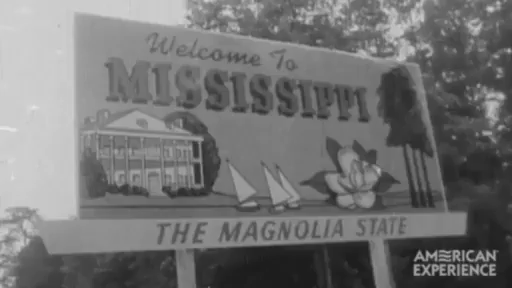 Welcome To
MISSISSIPPI
THE MAGNOLIA STATE
AMERICAN
EXPERIENCE